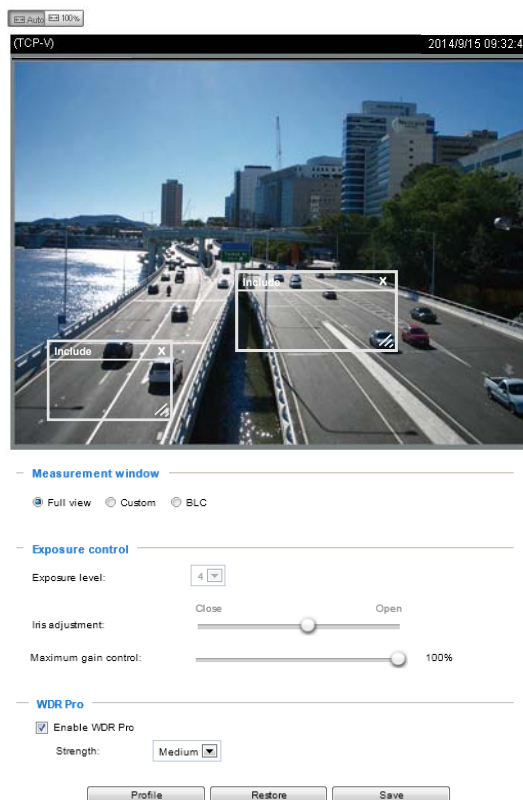 Auto 100%
(TCP-V) 2014/9/15 09:32:4
Include X
Include X
Measurement window
Full view Custom BLC
Exposure control
Exposure level: 4
Close Open
Iris adjustment:
Maximum gain control: 100%
WDR Pro
Enable WDR Pro
Strength: Medium
Profile Restore Save